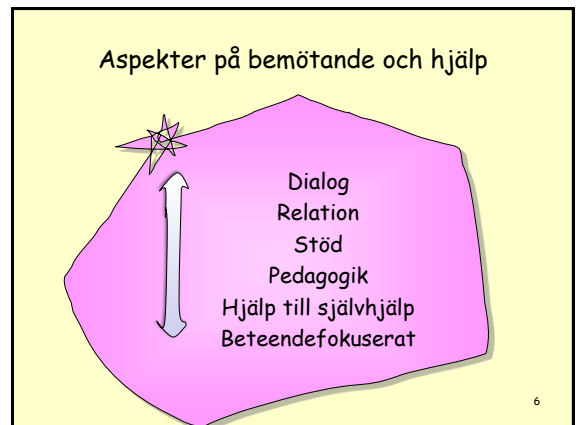 Aspekter på bemötande och hjälp
Dialog
Relation
Stöd
Pedagogik
Hjälp till självhjälp
Beteendefokuserat
6